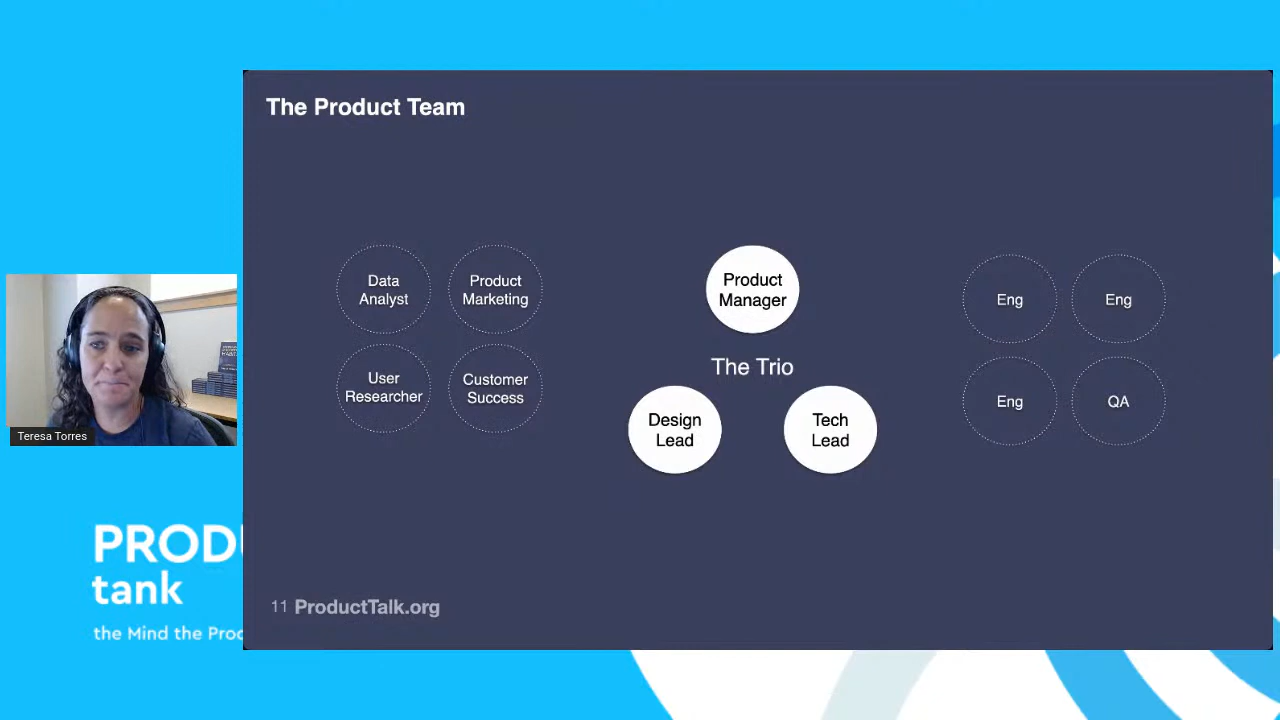 The Product Team
Data
Analyst
Product
Marketing
User
Researcher
Customer
Success
Product
Manager
The Trio
Design
Lead
Tech
Lead
Eng
Eng
Eng
QA
11 ProductTalk.org
Teresa Torres
PRODU
tank
the Mind the Proc